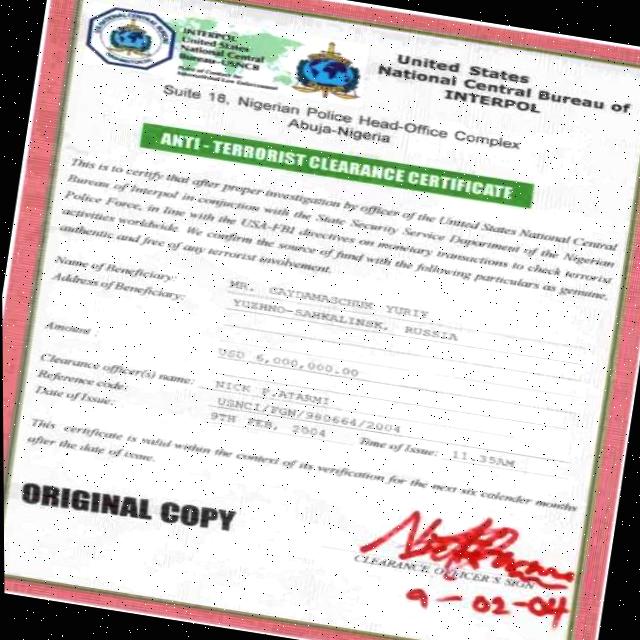 INTERPOL
United States
National Central
Bureau-USNCB
United States
National Central Bureau of
INTERPOL
Suite 18, Nigerian Police Head-Office Complex
Abuja-Nigeria
ANTI - TERRORIST CLEARANCE CERTIFICATE
This is to certify that after proper investigation by officers of the United States National Central
Bureau of Interpol in conjunction with the State Security Service Department of the Nigerian
Police Force, in line with the USA-FBI directives on monetary transactions to check terrorist
activities worldwide. We confirm the source of fund with the following particulars as genuine,
authentic and free of any terrorist involvement.
Name of Beneficiary: MR. YURIY
Address of Beneficiary: YUZHNO-SAHKALINSK, RUSSIA
Amount : USD 6,000,000.00
Clearance officer(s) name: NICK P.ATARMI
Reference code: USNCI/FGN/980664/2004
Date of Issue: 9TH FEB, 2004 Time of Issue: 11.35AM
This certificate is valid within the context of its verification for the next six calender months
after the date of issue.
ORIGINAL COPY
CLEARANCE OFFICER'S SIGN
9-02-04